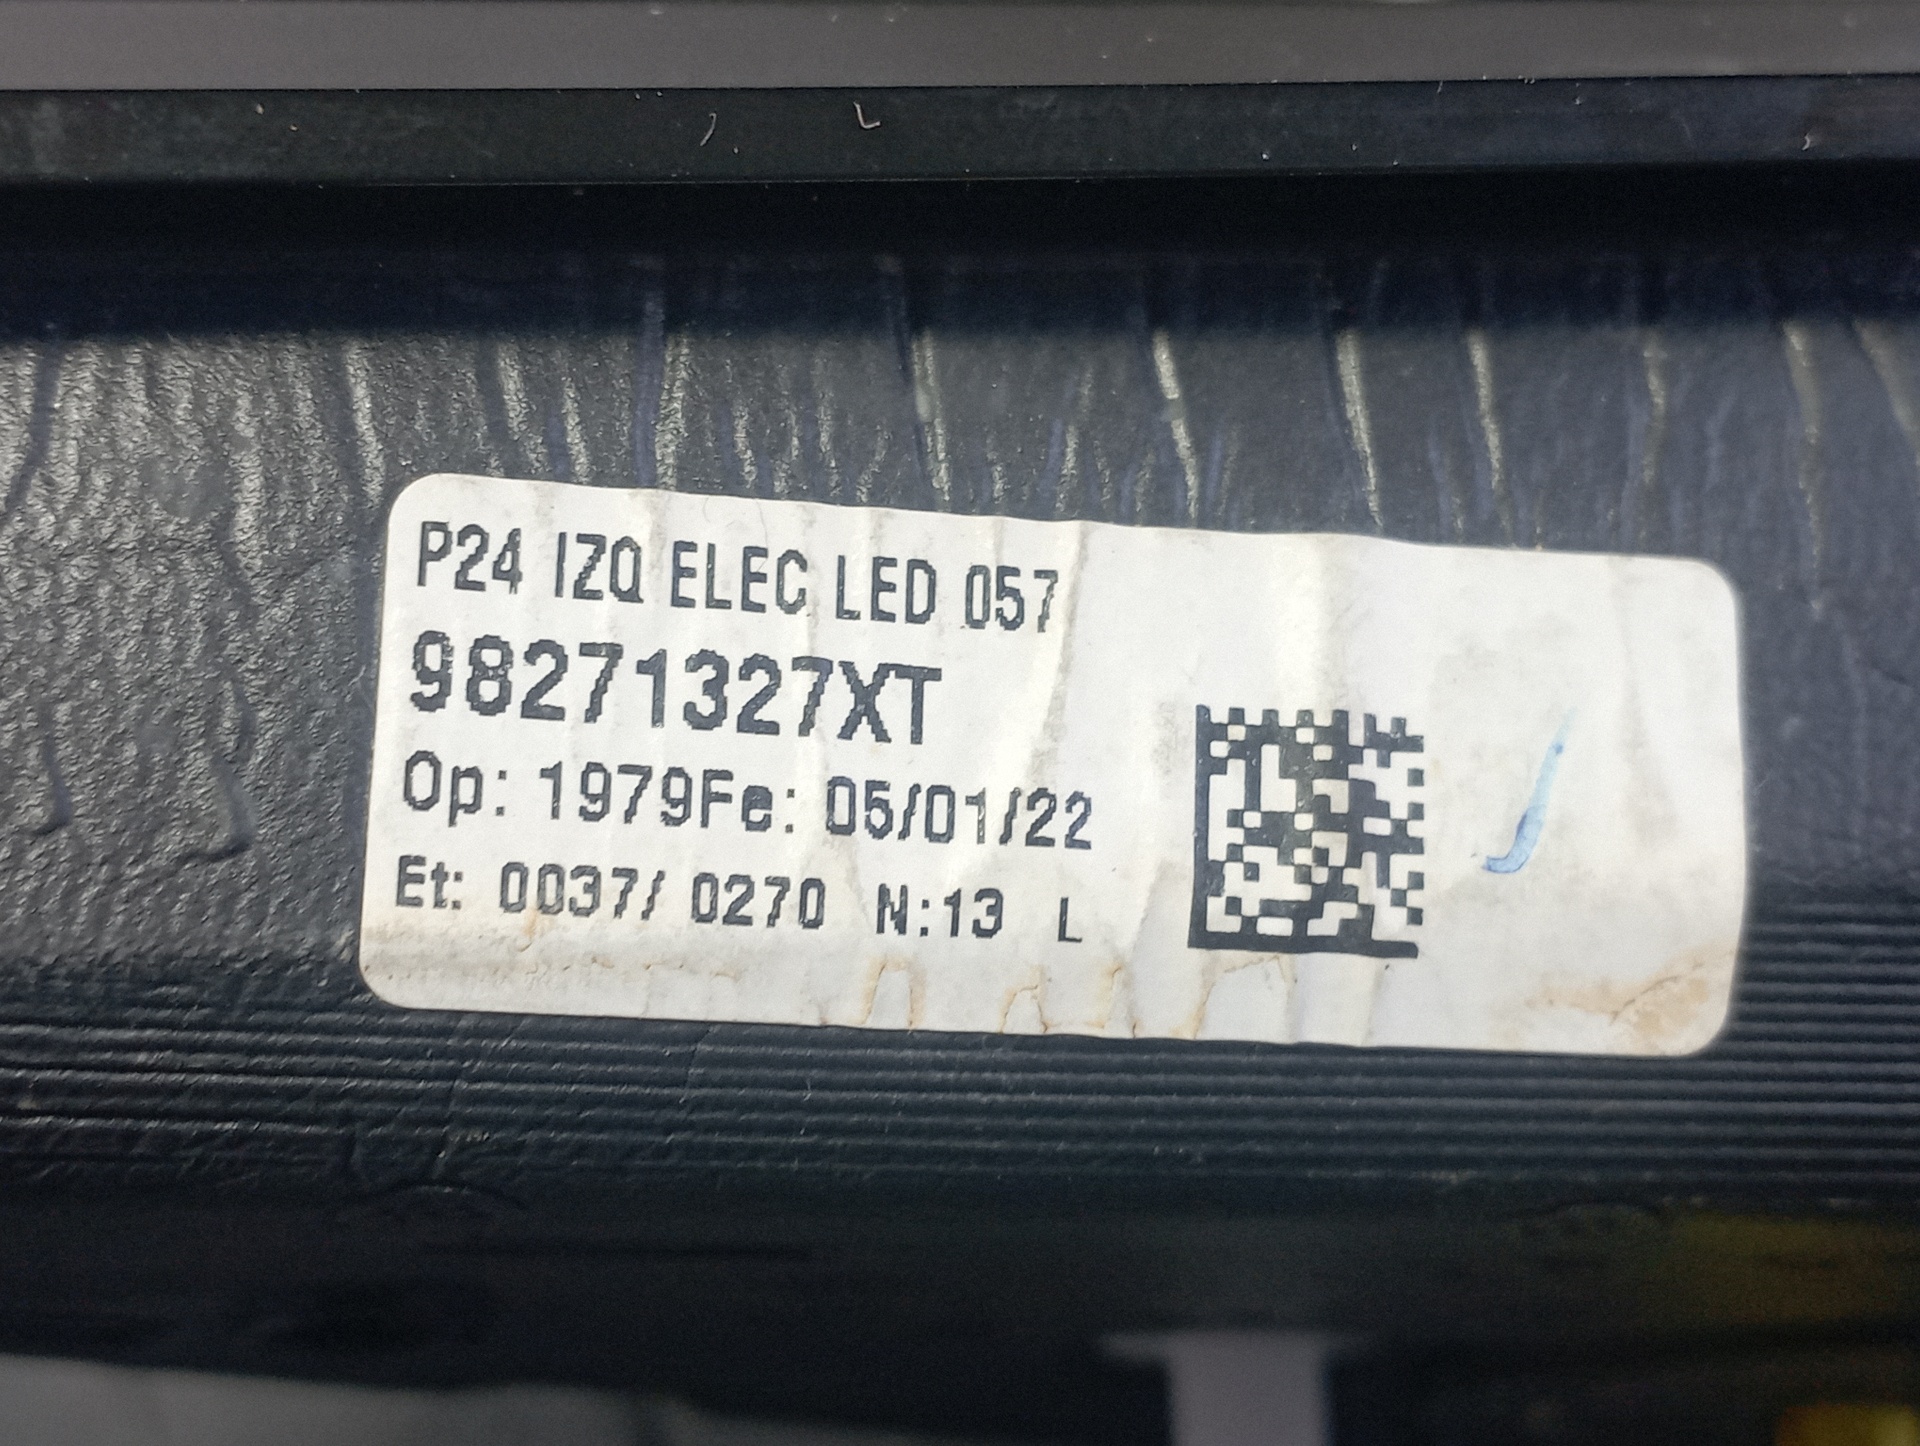 P24 IZQ ELEC LED 057
98271327XT
Op: 1979Fe: 05/01/22
Et: 0037/ 0270 N:13 L